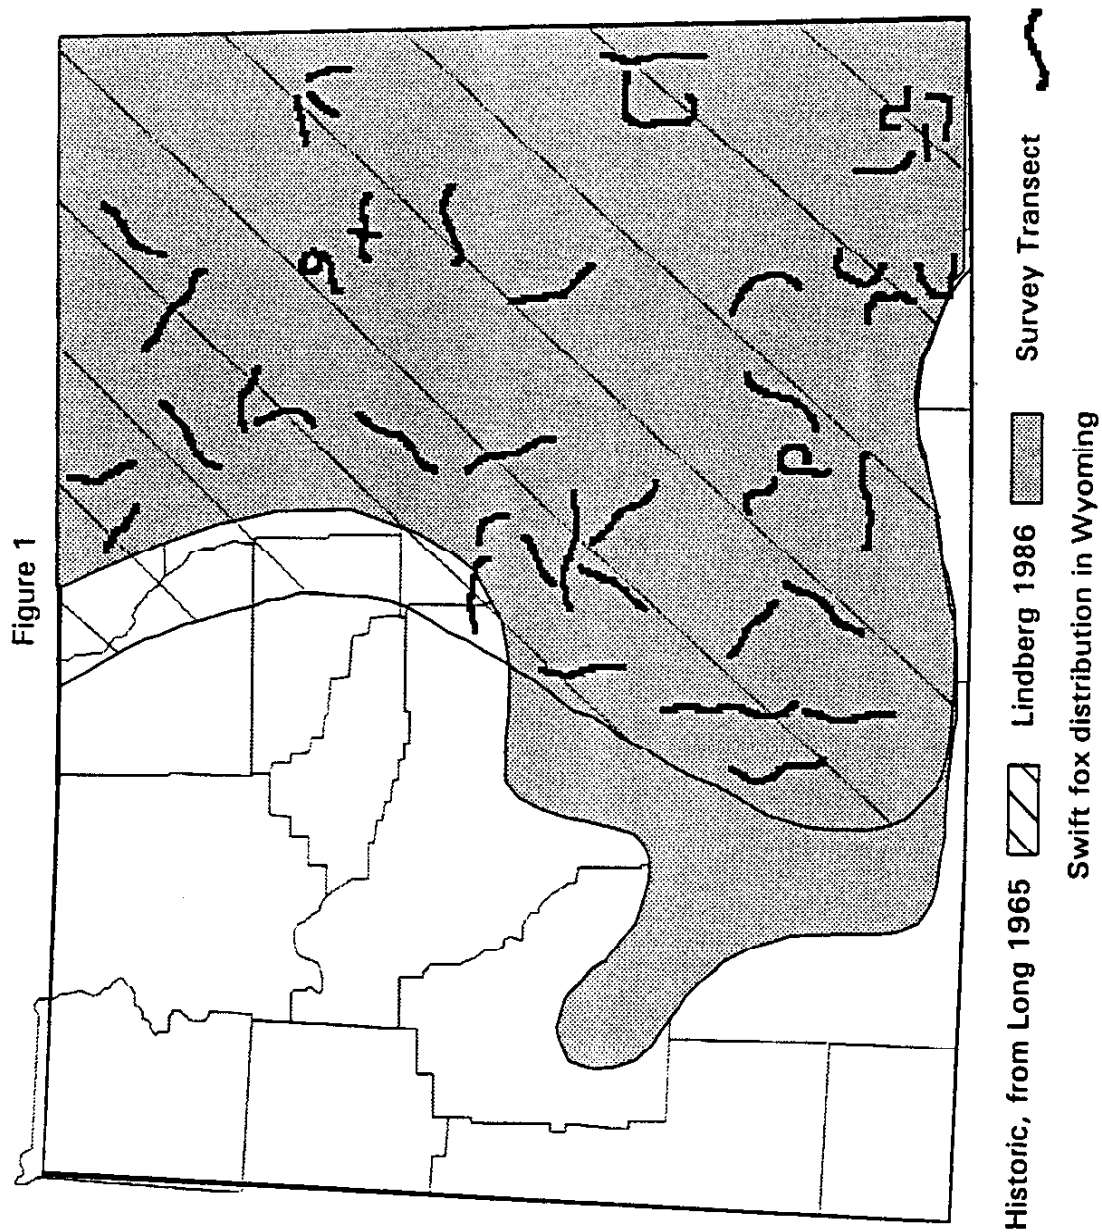 Figure 1
Historic, from Long 1965 Lindberg 1986 Survey Transect
Swift fox distribution in Wyoming